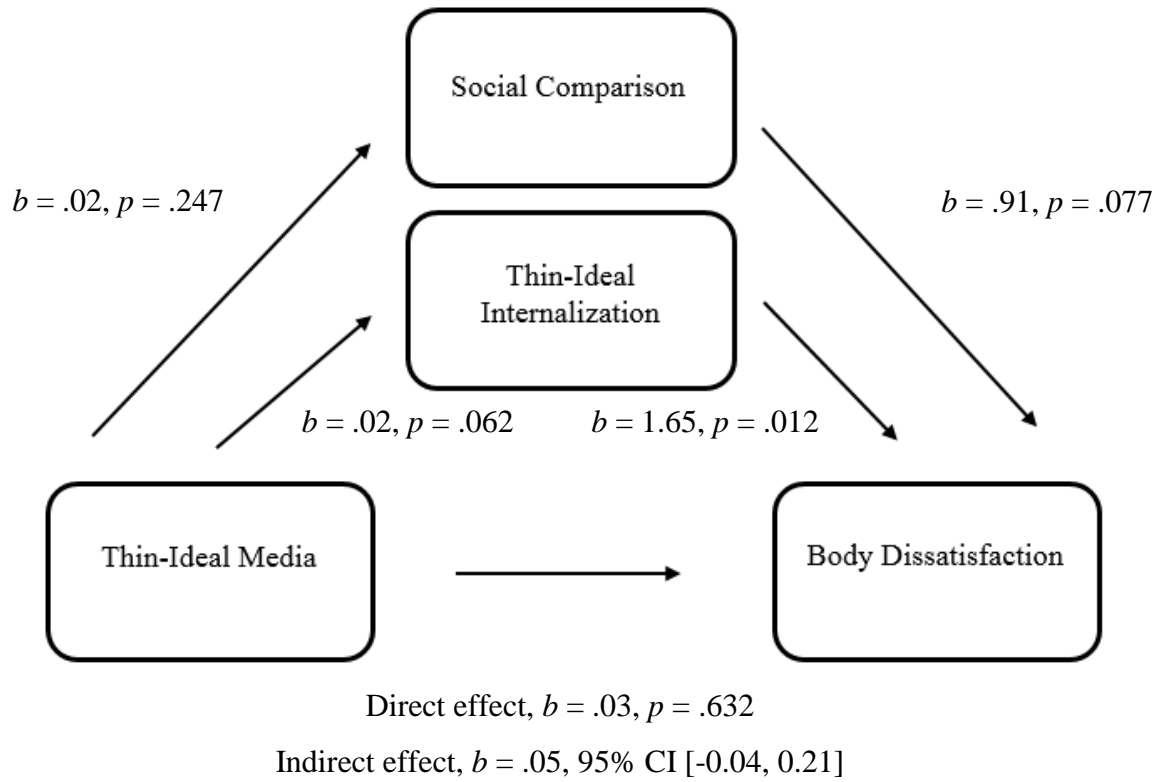 Social Comparison
b = .02, p = .247
b = .91, p = .077
Thin-Ideal
Internalization
b = .02, p = .062
b = 1.65, p = .012
Thin-Ideal Media
Body Dissatisfaction
Direct effect, b = .03, p = .632
Indirect effect, b = .05, 95% CI [-0.04, 0.21]